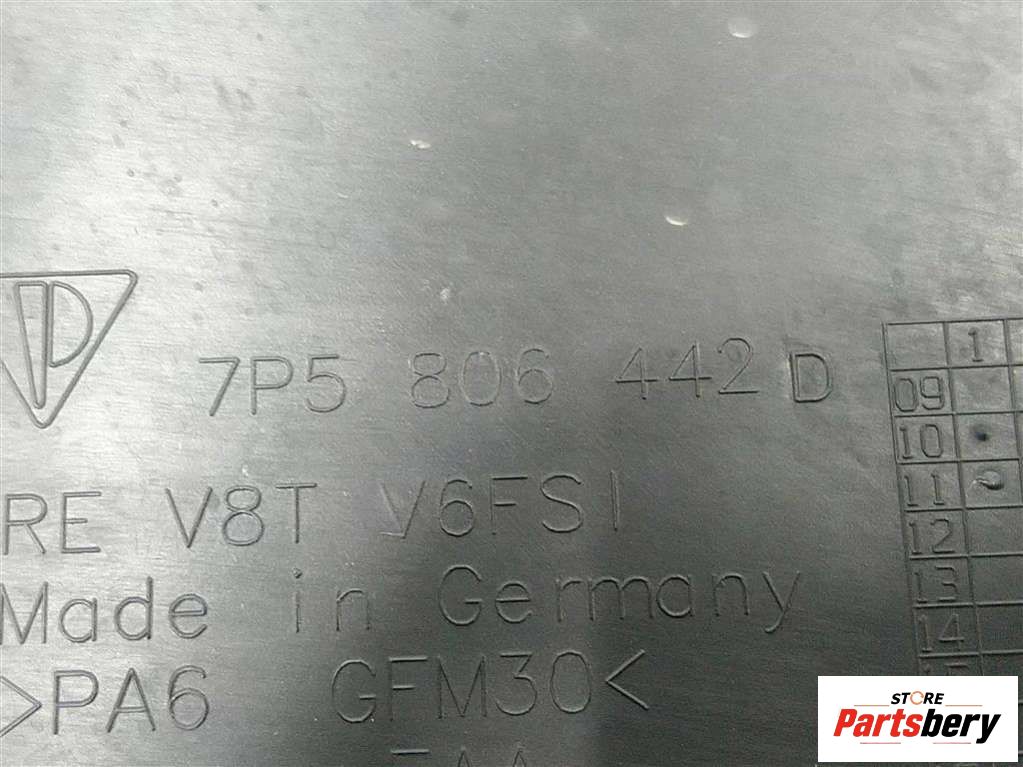 7P5 806 442 D
RE V8T V6FSI
Made in Germany
>PA6 GFM30<
1
09
10
11
12
13
14
STORE
Partsbery